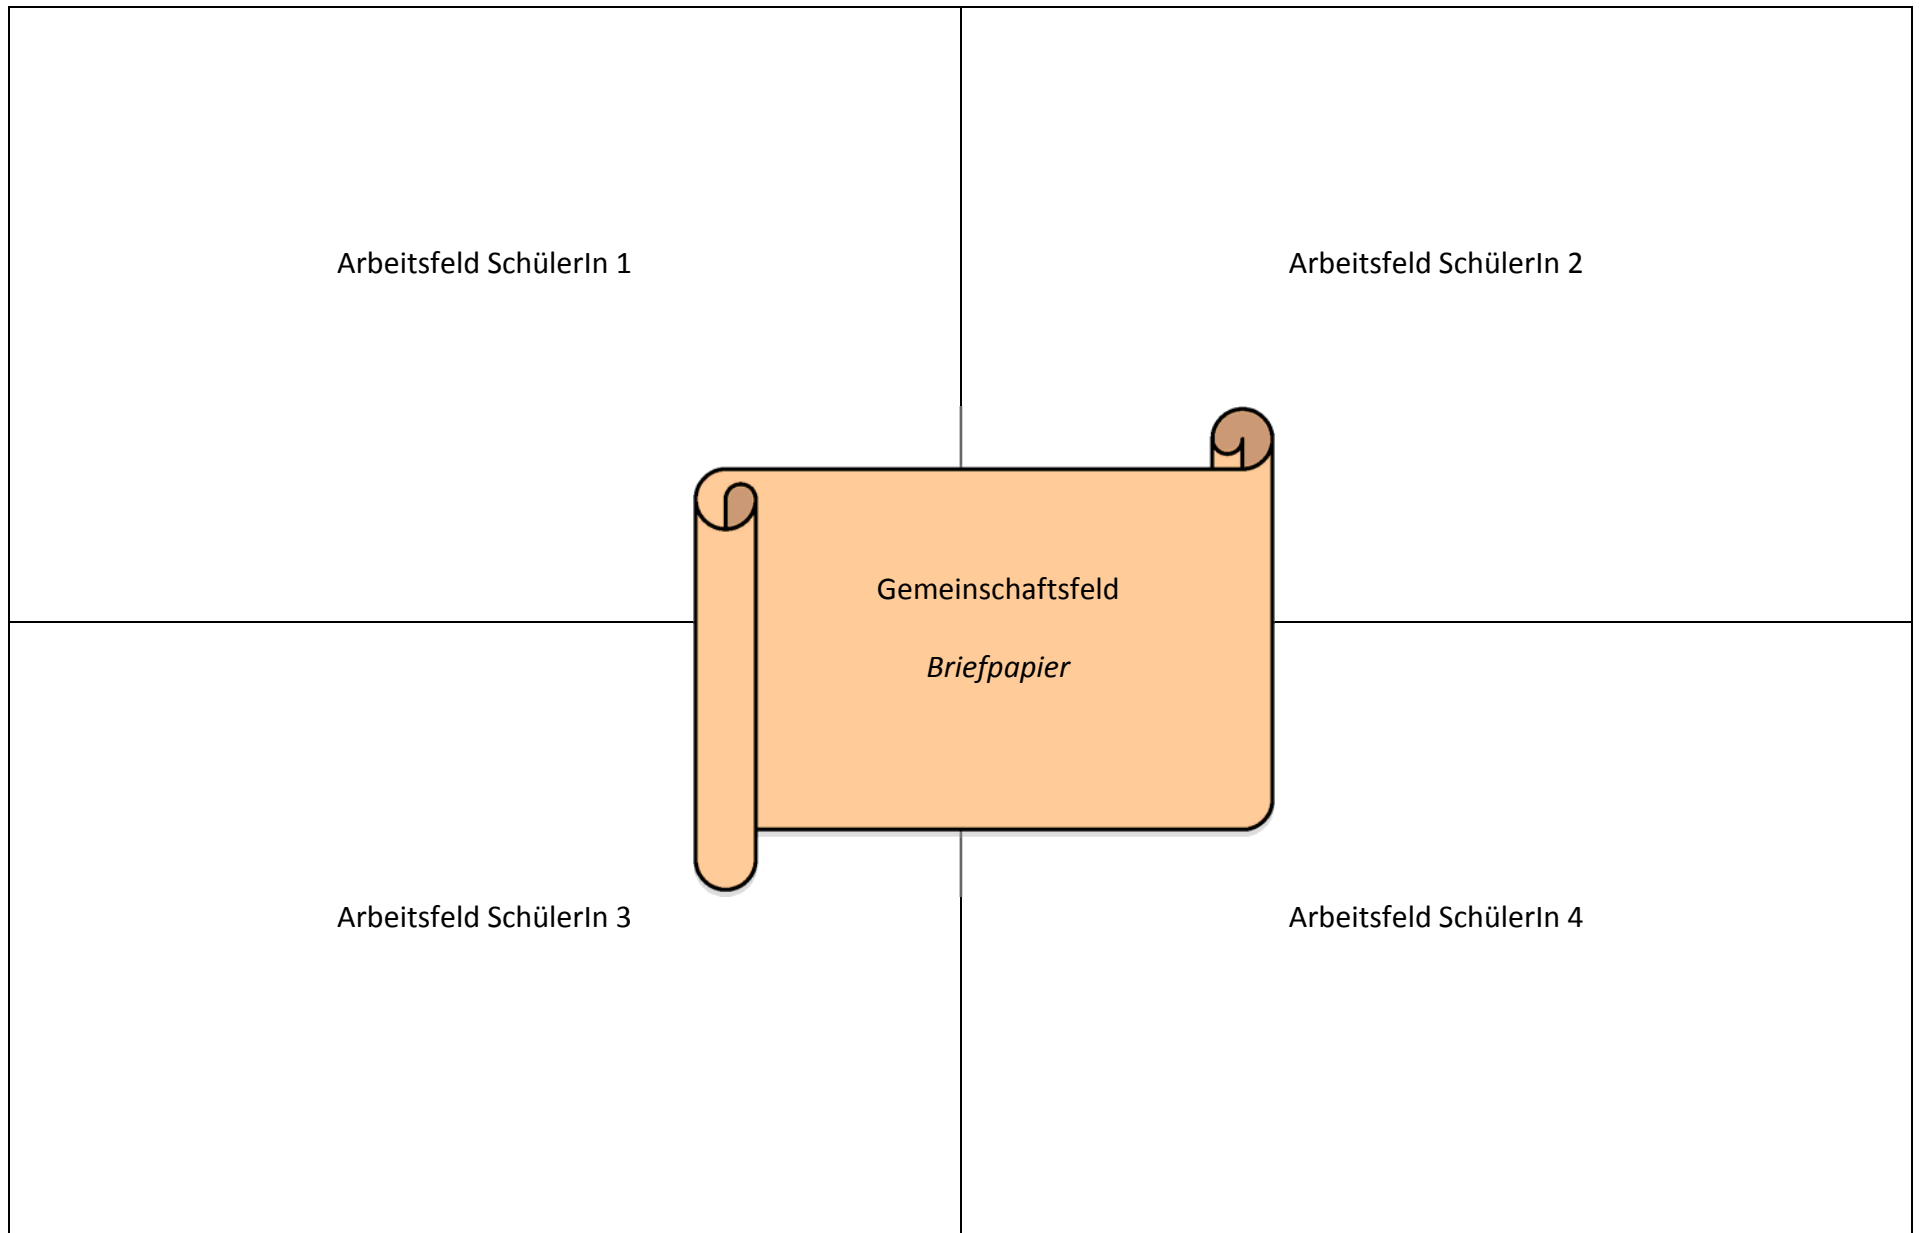 Arbeitsfeld SchülerIn 1
Arbeitsfeld SchülerIn 2
Gemeinschaftsfeld
Briefpapier
Arbeitsfeld SchülerIn 3
Arbeitsfeld SchülerIn 4